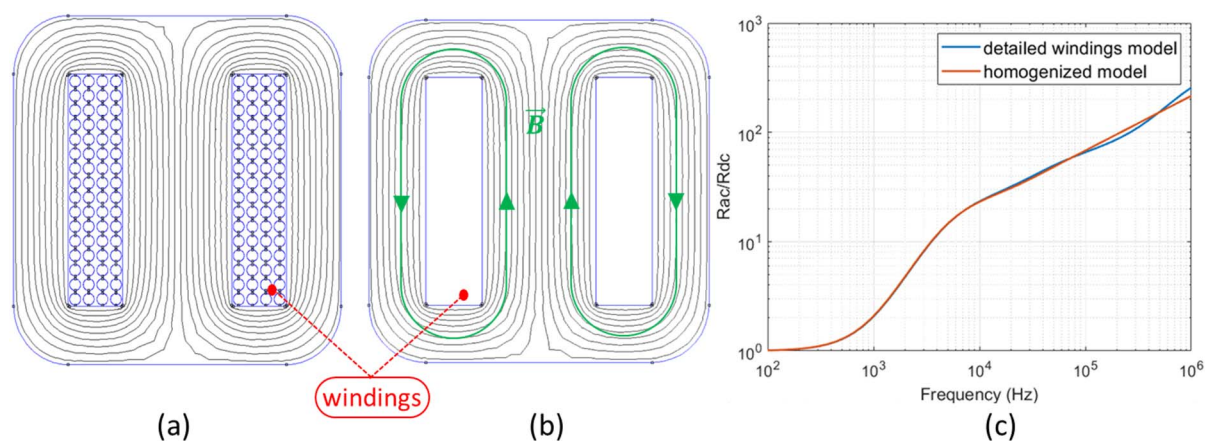 B
windings
(a)
(b)
10³
10²
10¹
10⁰
Rac/Rdc
detailed windings model
homogenized model
10² 10³ 10⁴ 10⁵ 10⁶
Frequency (Hz)
(c)